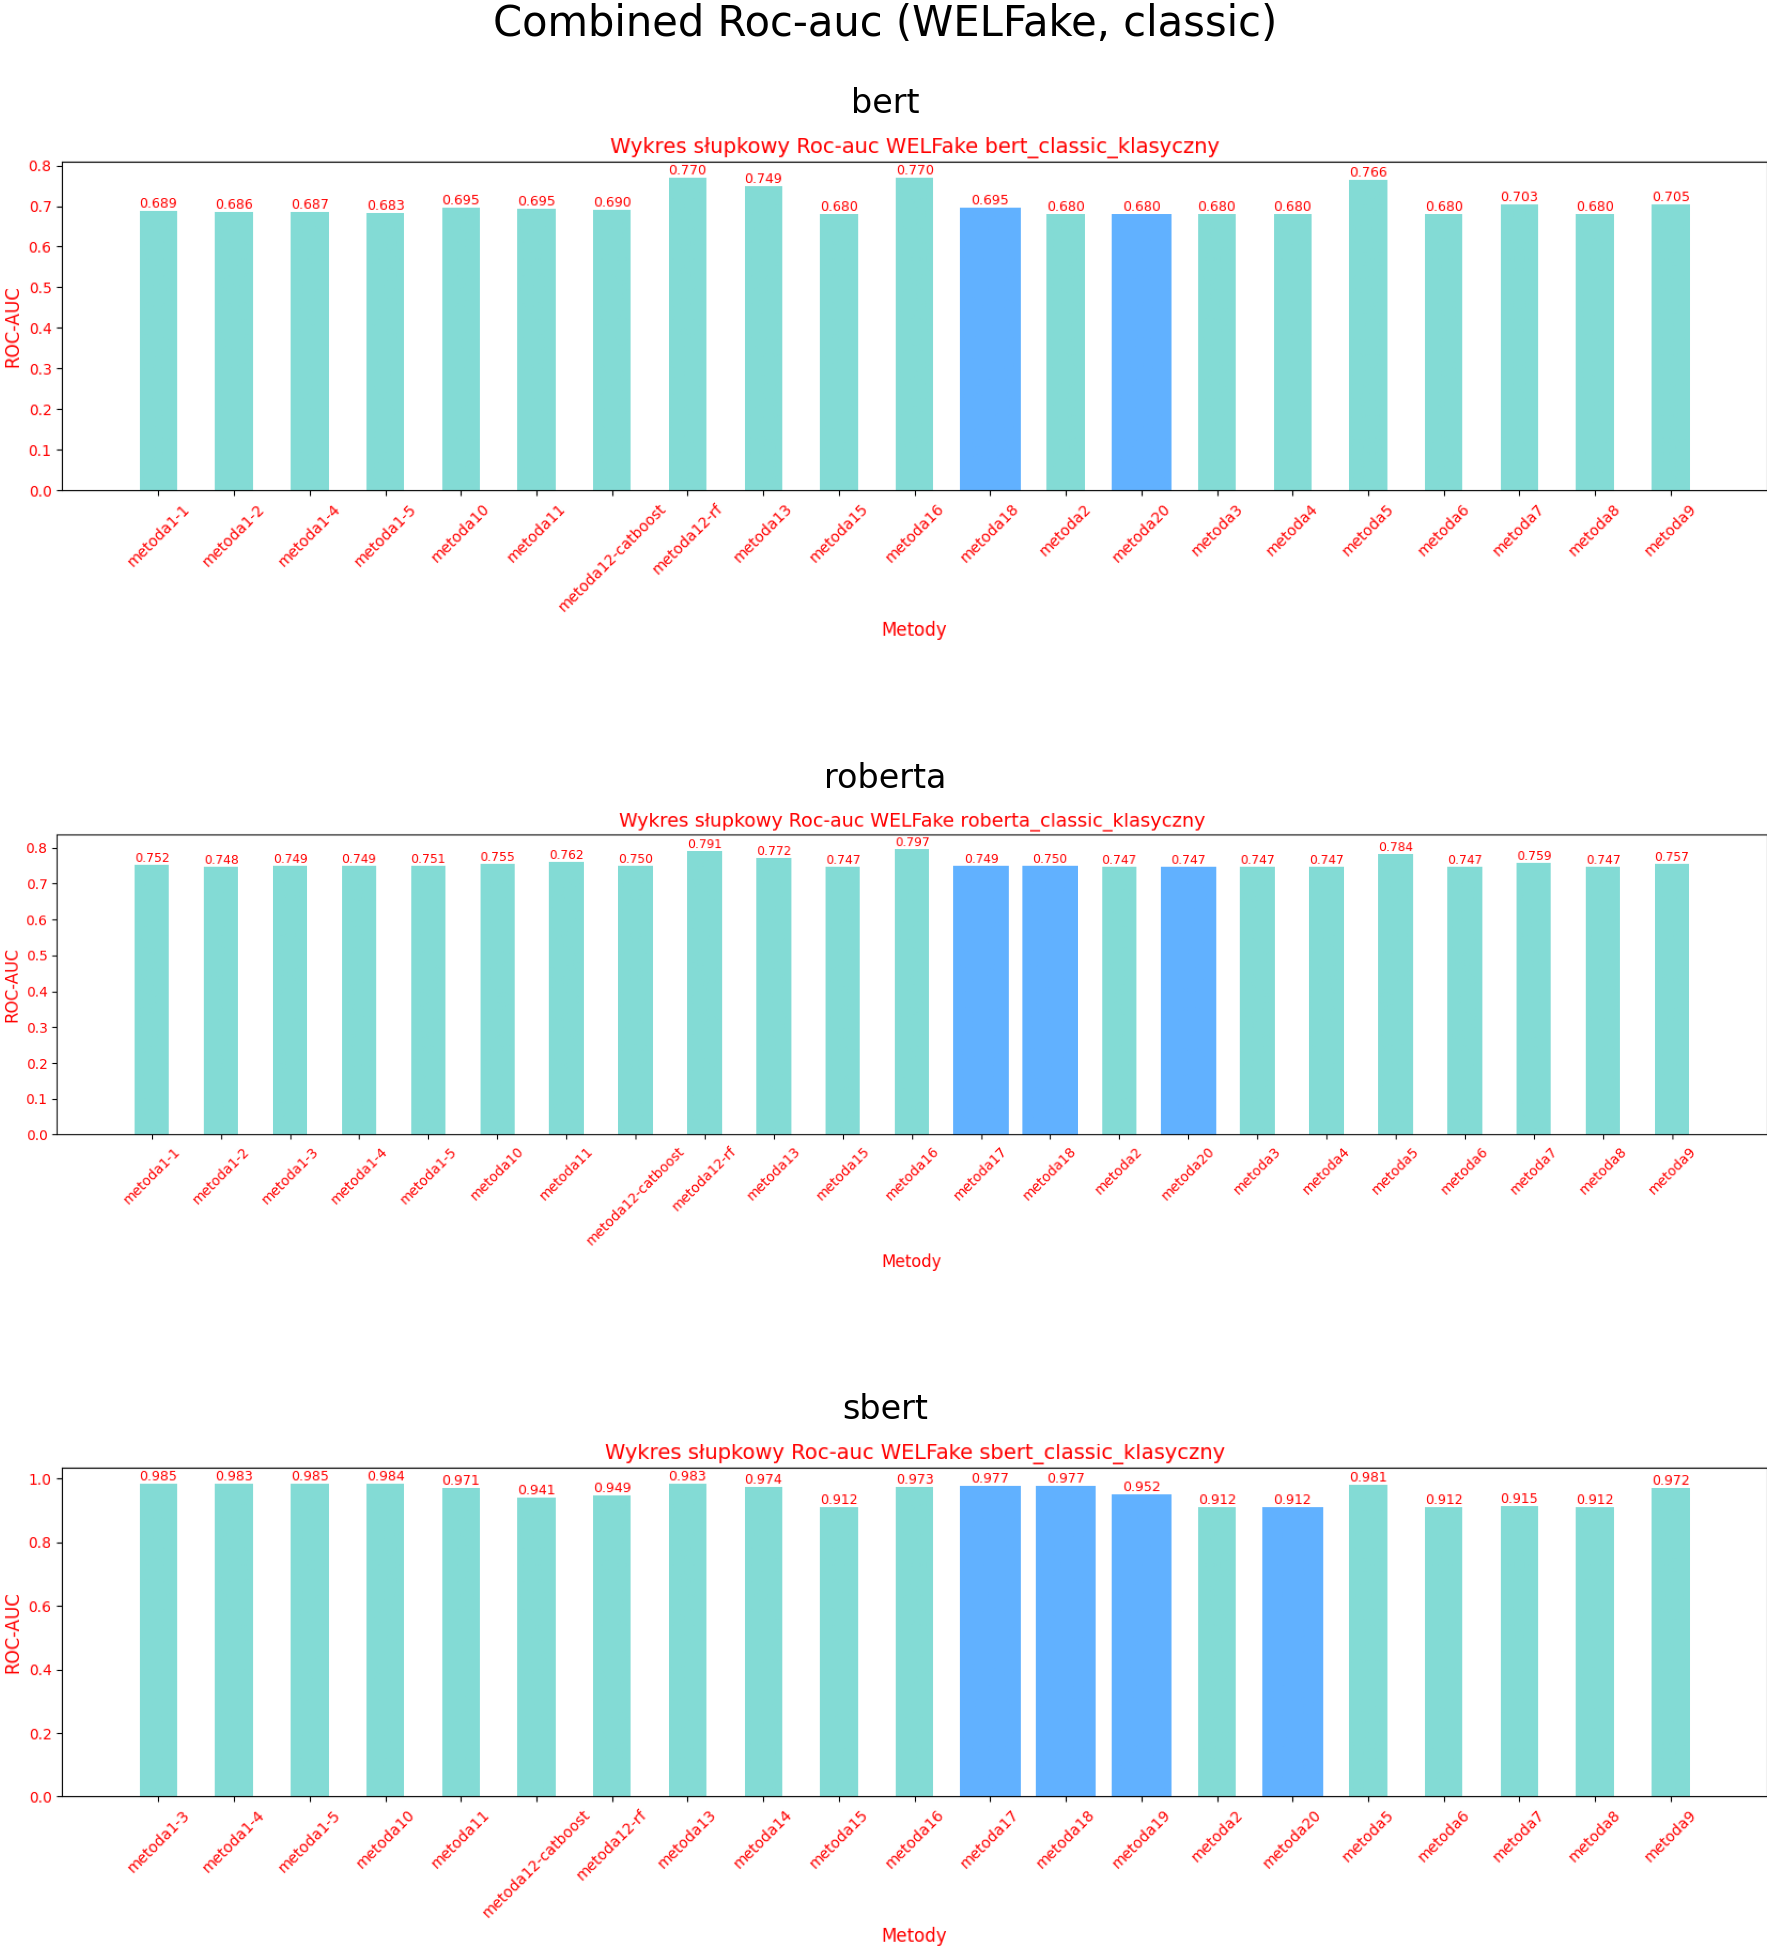 Combined Roc-auc (WELFake, classic)
bert
Wykres słupkowy Roc-auc WELFake bert_classic_klasyczny
0.689 0.686 0.687 0.683 0.695 0.695 0.690 0.770 0.749 0.680 0.770 0.695 0.680 0.680 0.680 0.680 0.766 0.680 0.703 0.680 0.705
0.8
0.7
0.6
0.5
0.4
0.3
0.2
0.1
0.0
ROC-AUC
metoda1-1 metoda1-2 metoda1-4 metoda1-5 metoda10 metoda11 metoda12-catboost metoda12-rf metoda13 metoda15 metoda16 metoda18 metoda2 metoda20 metoda3 metoda4 metoda5 metoda6 metoda7 metoda8 metoda9
Metody
roberta
Wykres słupkowy Roc-auc WELFake roberta_classic_klasyczny
0.752 0.748 0.749 0.749 0.751 0.755 0.762 0.750 0.791 0.772 0.747 0.797 0.749 0.750 0.747 0.747 0.747 0.747 0.784 0.747 0.759 0.747 0.757
0.8
0.7
0.6
0.5
0.4
0.3
0.2
0.1
0.0
ROC-AUC
metoda1-1 metoda1-2 metoda1-3 metoda1-4 metoda1-5 metoda10 metoda11 metoda12-catboost metoda12-rf metoda13 metoda15 metoda16 metoda17 metoda18 metoda2 metoda20 metoda3 metoda4 metoda5 metoda6 metoda7 metoda8 metoda9
Metody
sbert
Wykres słupkowy Roc-auc WELFake sbert_classic_klasyczny
0.985 0.983 0.985 0.984 0.971 0.941 0.949 0.983 0.974 0.912 0.973 0.977 0.977 0.952 0.912 0.912 0.981 0.912 0.915 0.912 0.972
1.0
0.8
0.6
0.4
0.2
0.0
ROC-AUC
metoda1-3 metoda1-4 metoda1-5 metoda10 metoda11 metoda12-catboost metoda12-rf metoda13 metoda14 metoda15 metoda16 metoda17 metoda18 metoda19 metoda2 metoda20 metoda5 metoda6 metoda7 metoda8 metoda9
Metody